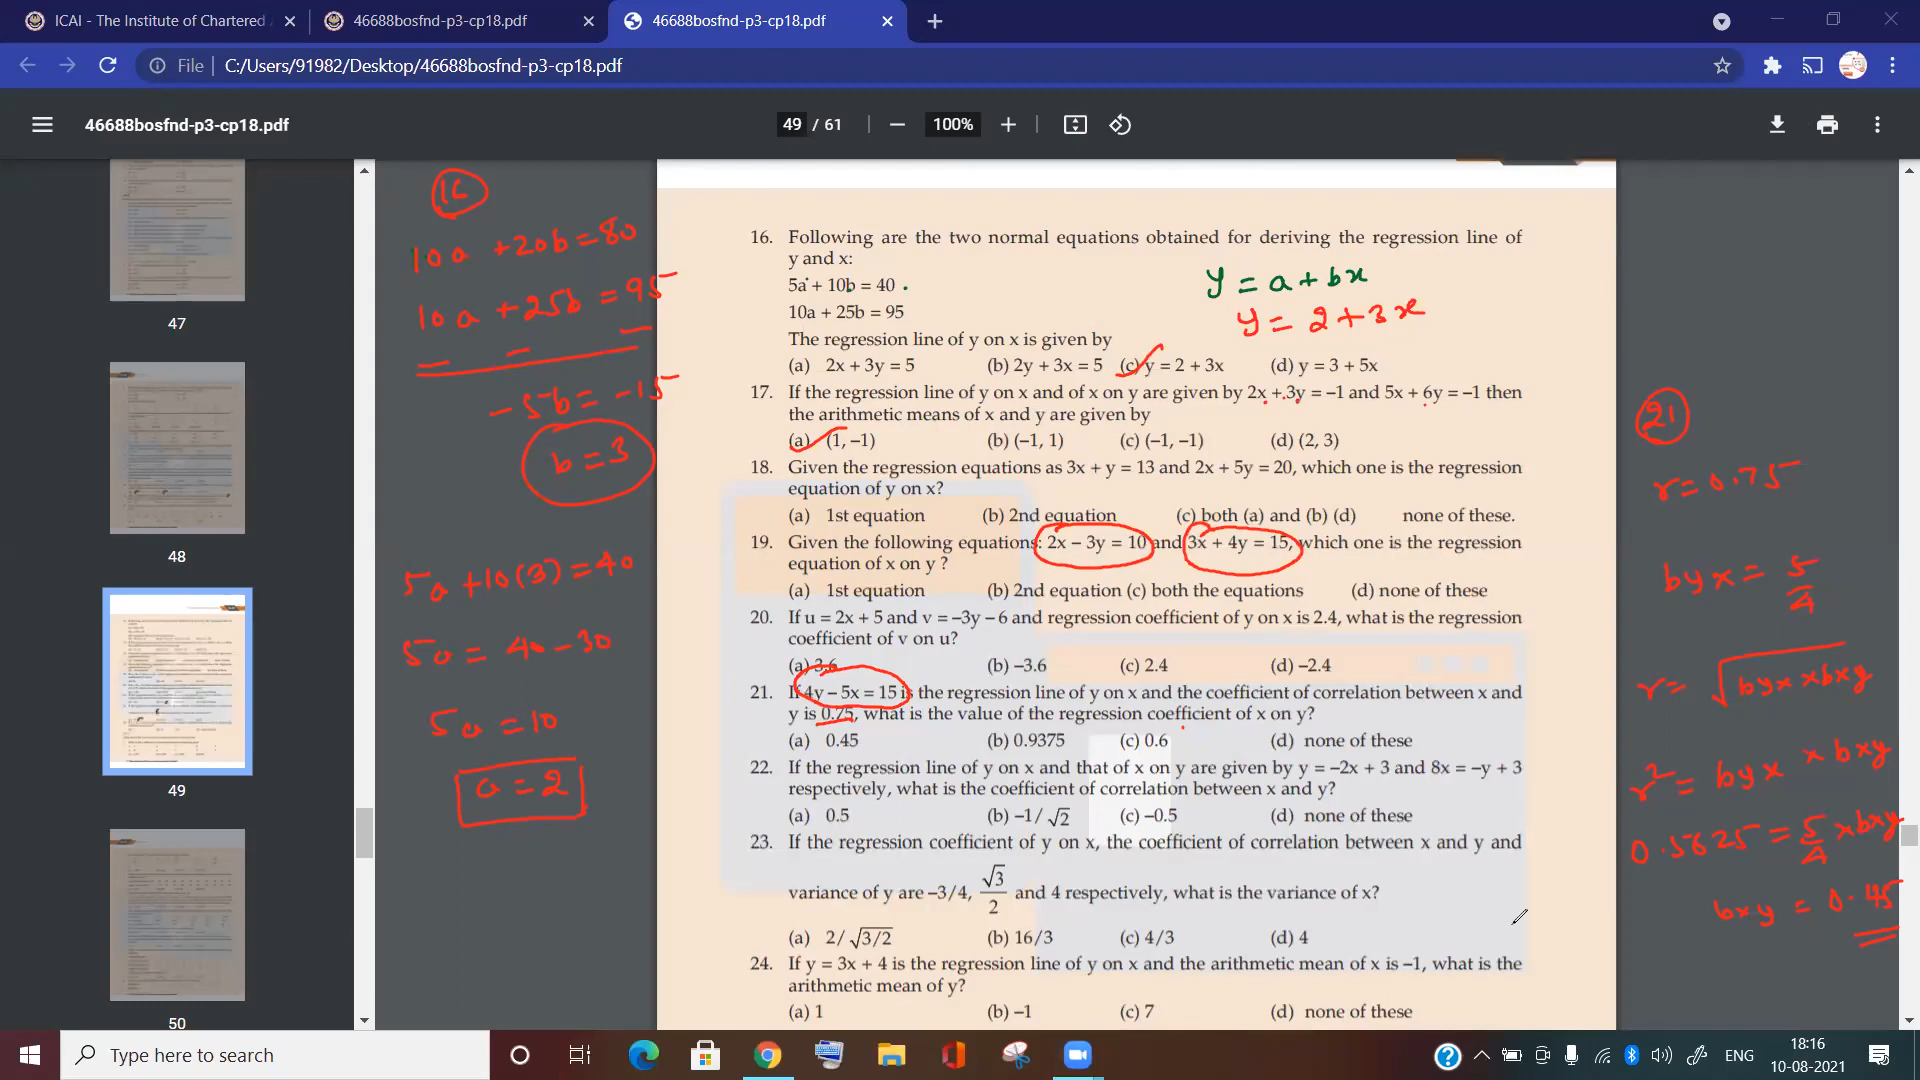 ICAI - The Institute of Chartered
46688bosfnd-p3-cp18.pdf
46688bosfnd-p3-cp18.pdf
File
C:/Users/91982/Desktop/46688bosfnd-p3-cp18.pdf
46688bosfnd-p3-cp18.pdf
49 / 61
100%
47
48
49
50
16
10a + 20b = 80
10a + 25b = 95
-5b = -15
b = 3
5a + 10(3) = 40
5a = 40 - 30
5a = 10
a = 2
16. Following are the two normal equations obtained for deriving the regression line of
y and x:
5a + 10b = 40
10a + 25b = 95
y = a + bx
y = 2 + 3x
The regression line of y on x is given by
(a) 2x + 3y = 5 (b) 2y + 3x = 5 (c) y = 2 + 3x (d) y = 3 + 5x
17. If the regression line of y on x and of x on y are given by 2x + 3y = –1 and 5x + 6y = –1 then
the arithmetic means of x and y are given by
(a) (1, –1) (b) (–1, 1) (c) (–1, –1) (d) (2, 3)
18. Given the regression equations as 3x + y = 13 and 2x + 5y = 20, which one is the regression
equation of y on x?
(a) 1st equation (b) 2nd equation (c) both (a) and (b) (d) none of these.
19. Given the following equations: 2x – 3y = 10 and 3x + 4y = 15, which one is the regression
equation of x on y ?
(a) 1st equation (b) 2nd equation (c) both the equations (d) none of these
20. If u = 2x + 5 and v = –3y – 6 and regression coefficient of y on x is 2.4, what is the regression
coefficient of v on u?
(a) 3.6 (b) –3.6 (c) 2.4 (d) –2.4
21. If 4y – 5x = 15 is the regression line of y on x and the coefficient of correlation between x and
y is 0.75, what is the value of the regression coefficient of x on y?
(a) 0.45 (b) 0.9375 (c) 0.6 (d) none of these
22. If the regression line of y on x and that of x on y are given by y = –2x + 3 and 8x = –y + 3
respectively, what is the coefficient of correlation between x and y?
(a) 0.5 (b) –1/ √2 (c) –0.5 (d) none of these
23. If the regression coefficient of y on x, the coefficient of correlation between x and y and
variance of y are –3/4, √3/2 and 4 respectively, what is the variance of x?
(a) 2/ √3/2 (b) 16/3 (c) 4/3 (d) 4
24. If y = 3x + 4 is the regression line of y on x and the arithmetic mean of x is –1, what is the
arithmetic mean of y?
(a) 1 (b) –1 (c) 7 (d) none of these
21
r = 0.75
byx = 5/4
r = √byx x bxy
r² = byx x bxy
0.5625 = 5/4 x bxy
bxy = 0.45
Type here to search
ENG
18:16
10-08-2021